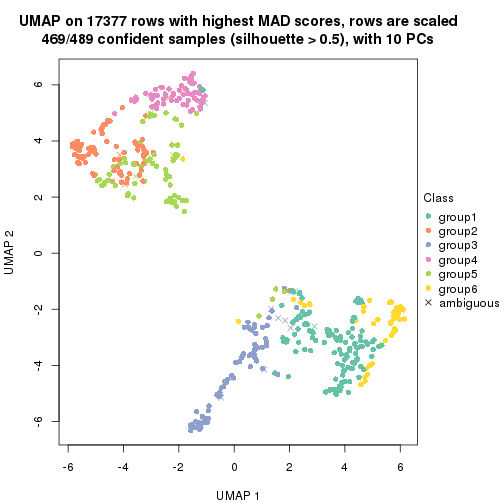 UMAP on 17377 rows with highest MAD scores, rows are scaled
469/489 confident samples (silhouette > 0.5), with 10 PCs
6
4
2
0
-2
-4
-6
UMAP 2
-6
-4
-2
0
2
4
6
UMAP 1
Class
group1
group2
group3
group4
group5
group6
ambiguous